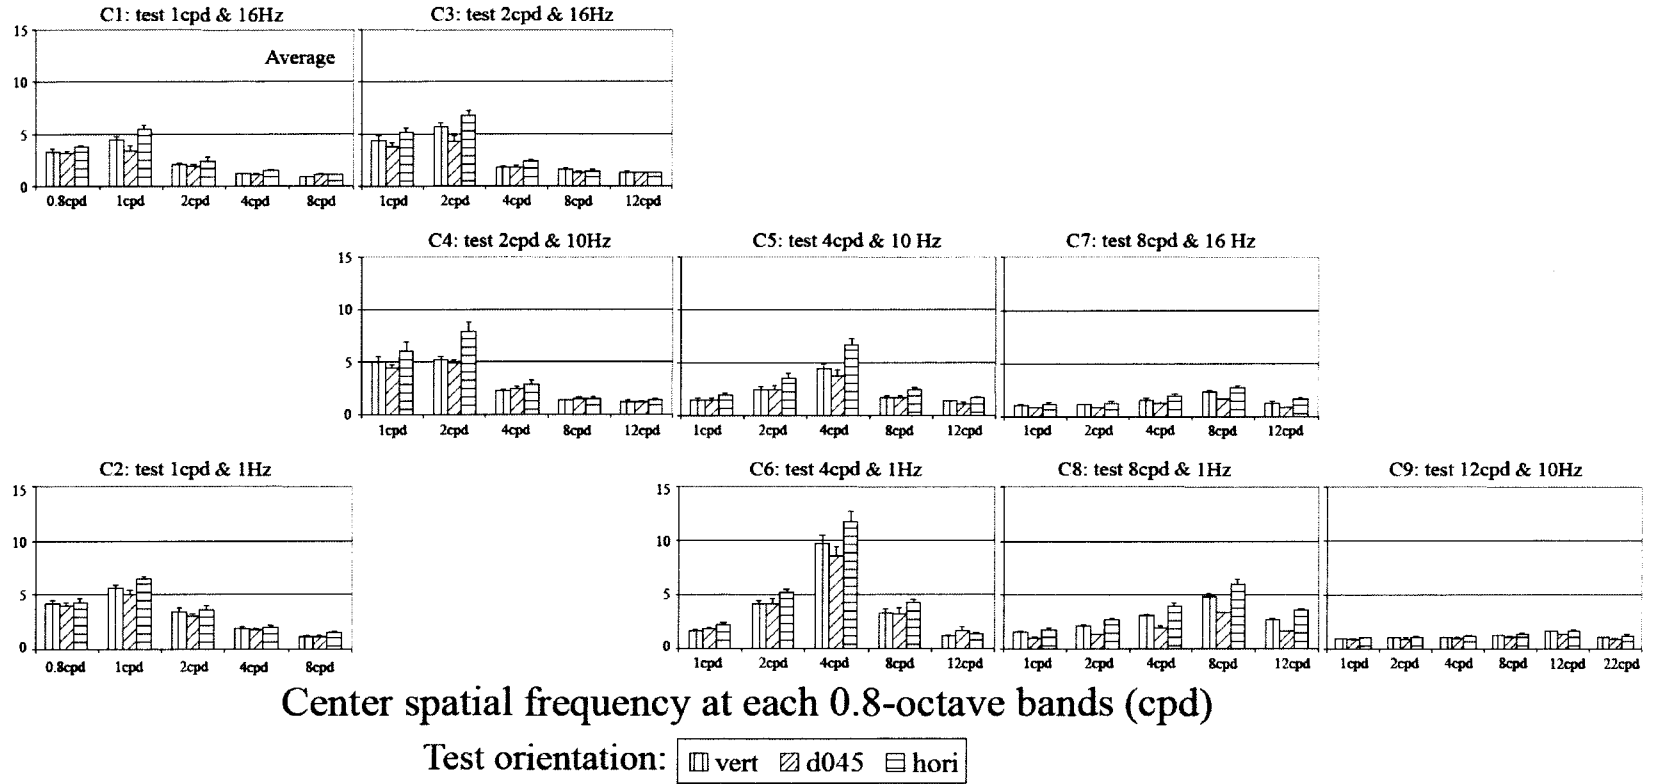 C1: test 1cpd & 16Hz C3: test 2cpd & 16Hz
15
Average
10
5
0
0.8cpd 1cpd 2cpd 4cpd 8cpd 1cpd 2cpd 4cpd 8cpd 12cpd
C4: test 2cpd & 10Hz C5: test 4cpd & 10 Hz C7: test 8cpd & 16 Hz
15
10
5
0
1cpd 2cpd 4cpd 8cpd 12cpd 1cpd 2cpd 4cpd 8cpd 12cpd 1cpd 2cpd 4cpd 8cpd 12cpd
C2: test 1cpd & 1Hz C6: test 4cpd & 1Hz C8: test 8cpd & 1Hz C9: test 12cpd & 10Hz
15 15
10 10
5 5
0 0
0.8cpd 1cpd 2cpd 4cpd 8cpd 1cpd 2cpd 4cpd 8cpd 12cpd 1cpd 2cpd 4cpd 8cpd 12cpd 1cpd 2cpd 4cpd 8cpd 12cpd 22cpd
Center spatial frequency at each 0.8-octave bands (cpd)
Test orientation: vert d045 hori